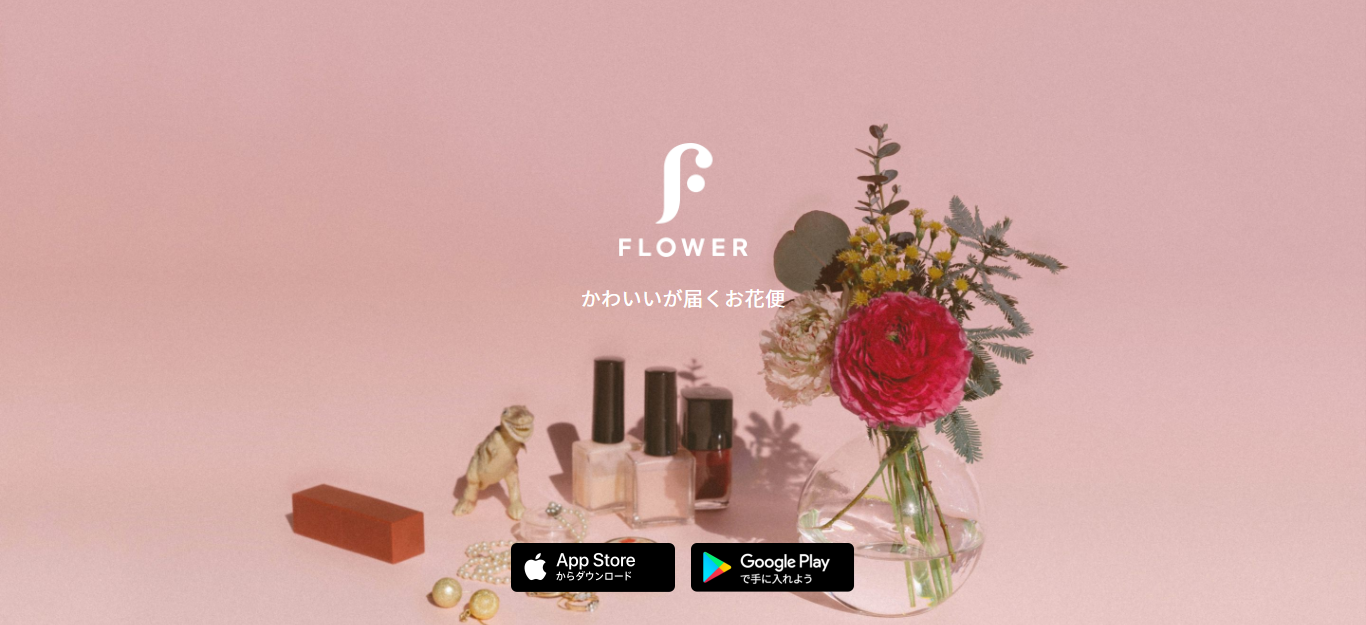 FLOWER
かわいいが届くお花便
App Store
からダウンロード
Google Play
で手に入れよう